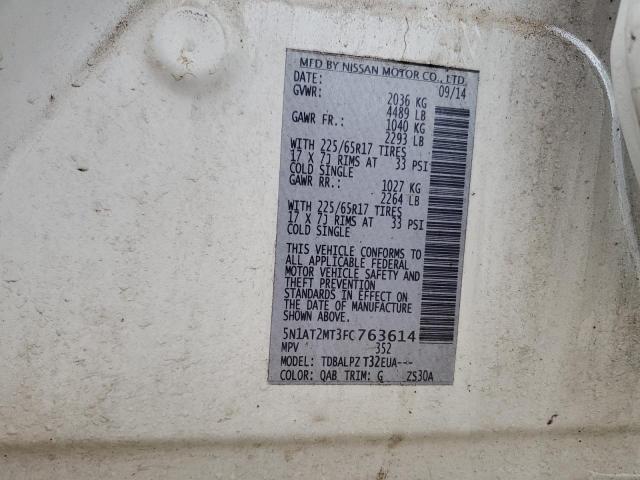 MFD BY NISSAN MOTOR CO., LTD
DATE: 09/14
GVWR: 2036 KG
4489 LB
GAWR FR.: 1040 KG
2293 LB
WITH 225/65R17 TIRES
17 X 7J RIMS AT 33 PSI
COLD SINGLE
GAWR RR.: 1027 KG
2264 LB
WITH 225/65R17 TIRES
17 X 7J RIMS AT 33 PSI
COLD SINGLE
THIS VEHICLE CONFORMS TO
ALL APPLICABLE FEDERAL
MOTOR VEHICLE SAFETY AND
THEFT PREVENTION
STANDARDS IN EFFECT ON
THE DATE OF MANUFACTURE
SHOWN ABOVE.
5N1AT2MT3FC763614
MPV 352
MODEL: TDBALPZ T32EUA---
COLOR: QAB TRIM: G ZS30A